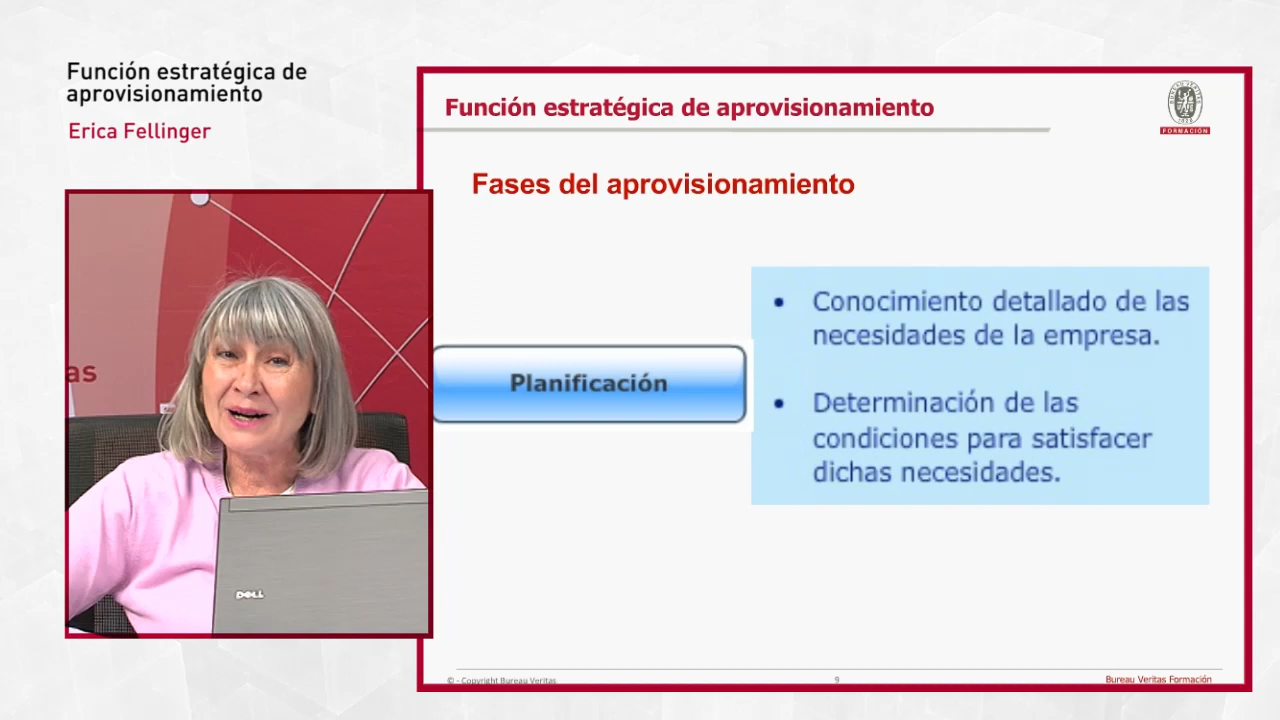 Función estratégica de
aprovisionamiento
Erica Fellinger
Función estratégica de aprovisionamiento
FORMACIÓN
Fases del aprovisionamiento
Planificación
• Conocimiento detallado de las
necesidades de la empresa.
• Determinación de las
condiciones para satisfacer
dichas necesidades.
as
DELL
© - Copyright Bureau Veritas
9
Bureau Veritas Formación